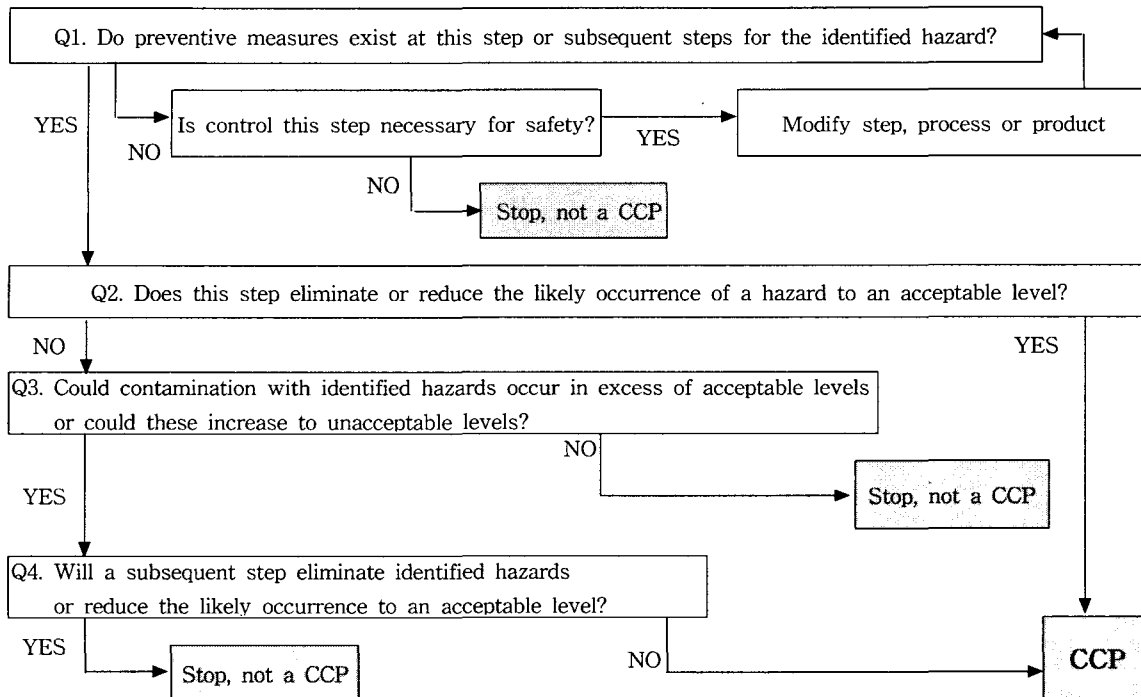 Q1. Do preventive measures exist at this step or subsequent steps for the identified hazard?
YES
NO
Is control this step necessary for safety?
YES
Modify step, process or product
NO
Stop, not a CCP
Q2. Does this step eliminate or reduce the likely occurrence of a hazard to an acceptable level?
NO
YES
Q3. Could contamination with identified hazards occur in excess of acceptable levels
or could these increase to unacceptable levels?
NO
YES
Stop, not a CCP
Q4. Will a subsequent step eliminate identified hazards
or reduce the likely occurrence to an acceptable level?
YES
Stop, not a CCP
NO
CCP